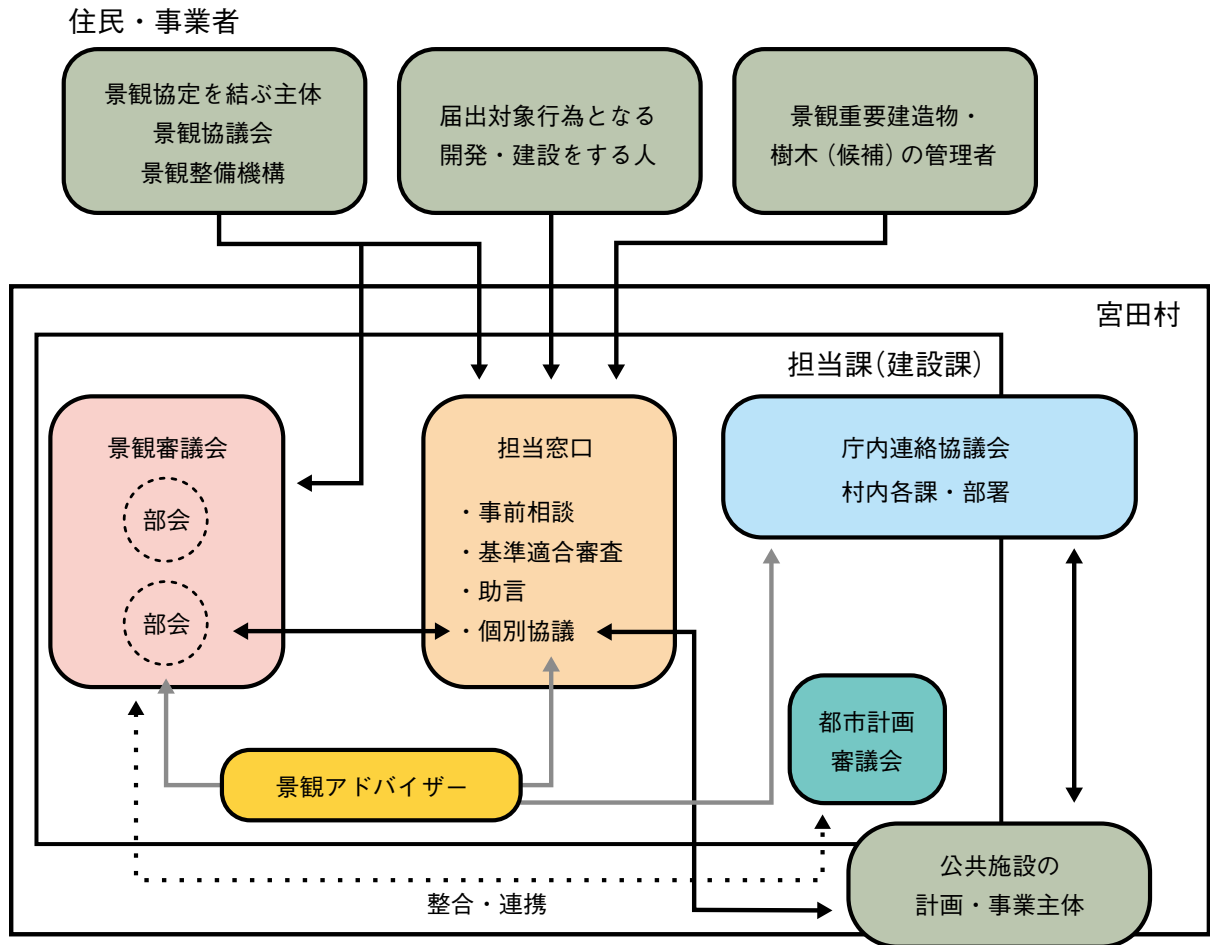 住民・事業者
景観協定を結ぶ主体
景観協議会
景観整備機構
届出対象行為となる
開発・建設をする人
景観重要建造物・
樹木(候補)の管理者
宮田村
担当課(建設課)
景観審議会
部会
部会
担当窓口
・事前相談
・基準適合審査
・助言
・個別協議
庁内連絡協議会
村内各課・部署
都市計画
審議会
景観アドバイザー
公共施設の
計画・事業主体
整合・連携